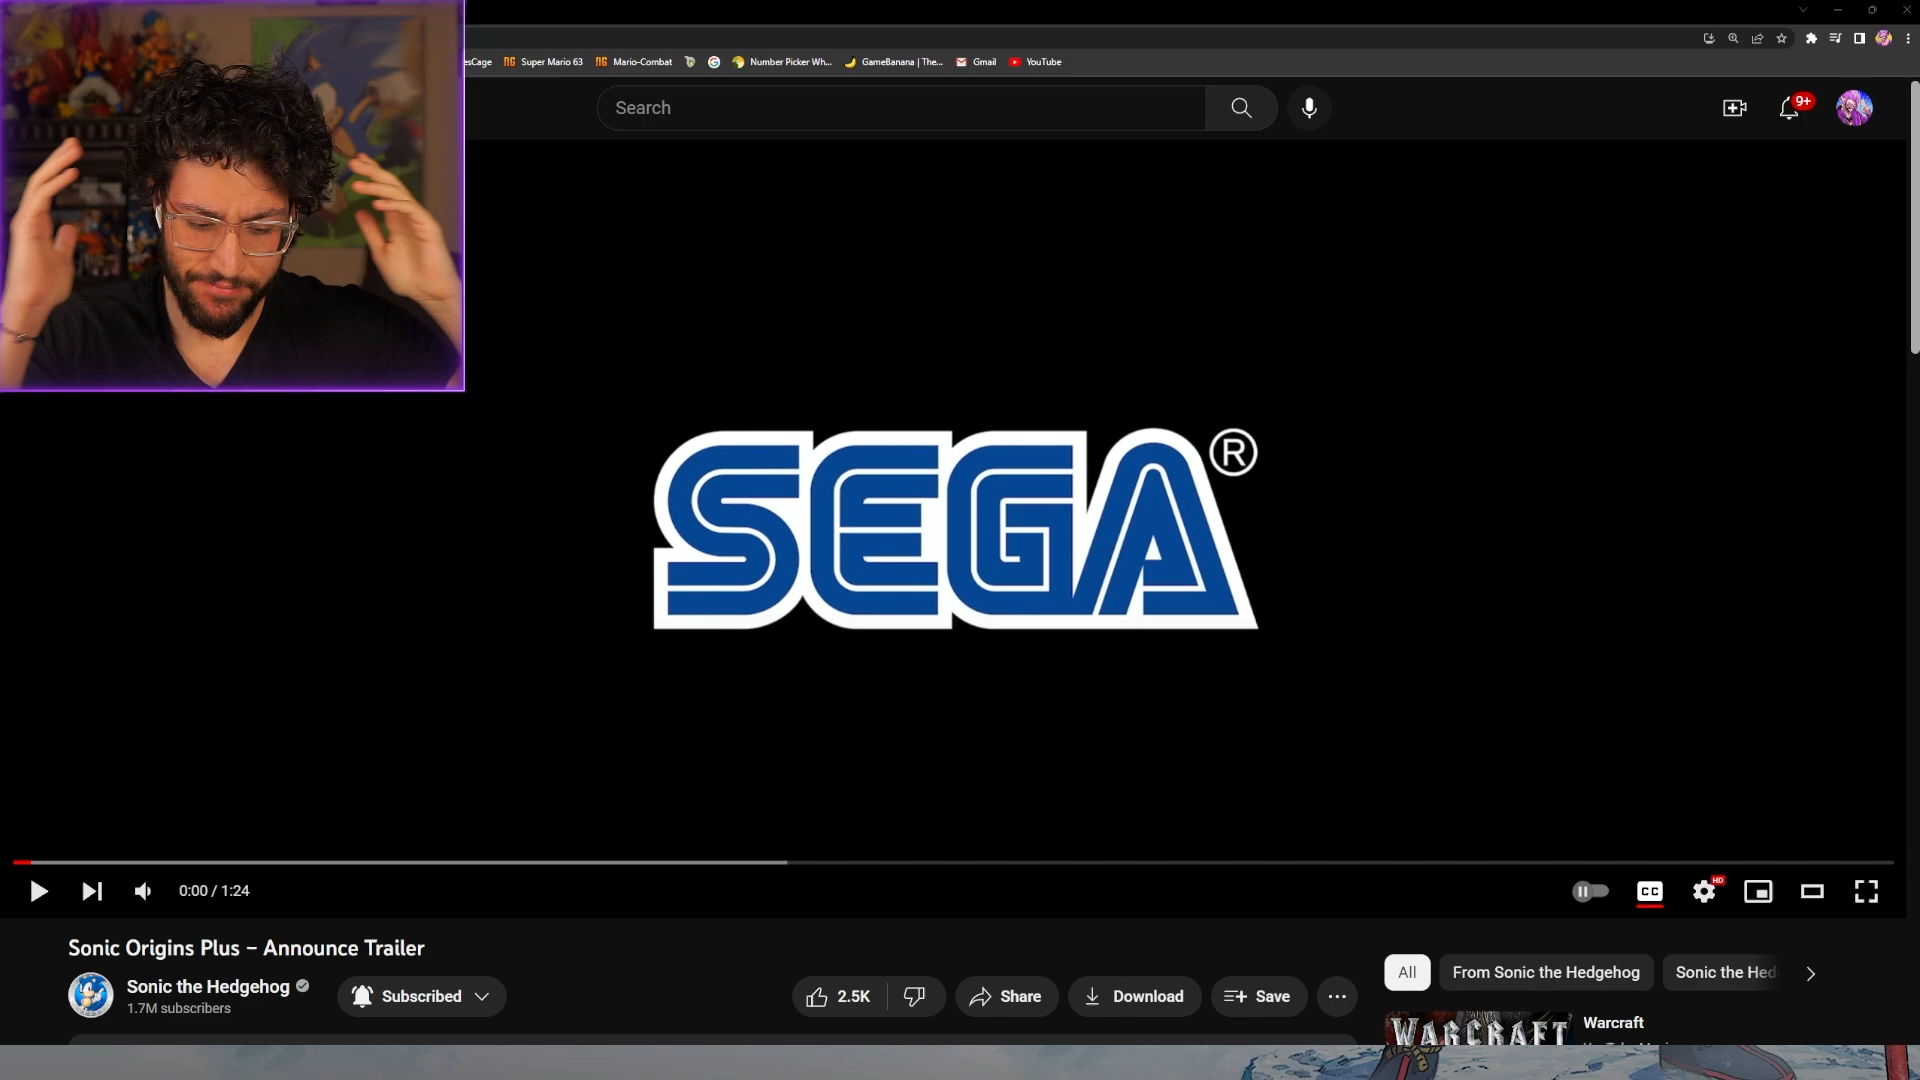 esCage
Super Mario 63
Mario-Combat
Number Picker Wh...
GameBanana | The...
Gmail
YouTube
Search
9+
SEGA®
0:00 / 1:24
CC
HD
Sonic Origins Plus – Announce Trailer
Sonic the Hedgehog
1.7M subscribers
Subscribed
2.5K
Share
Download
Save
All
From Sonic the Hedgehog
Sonic the Hed
WARCRAFT
Warcraft